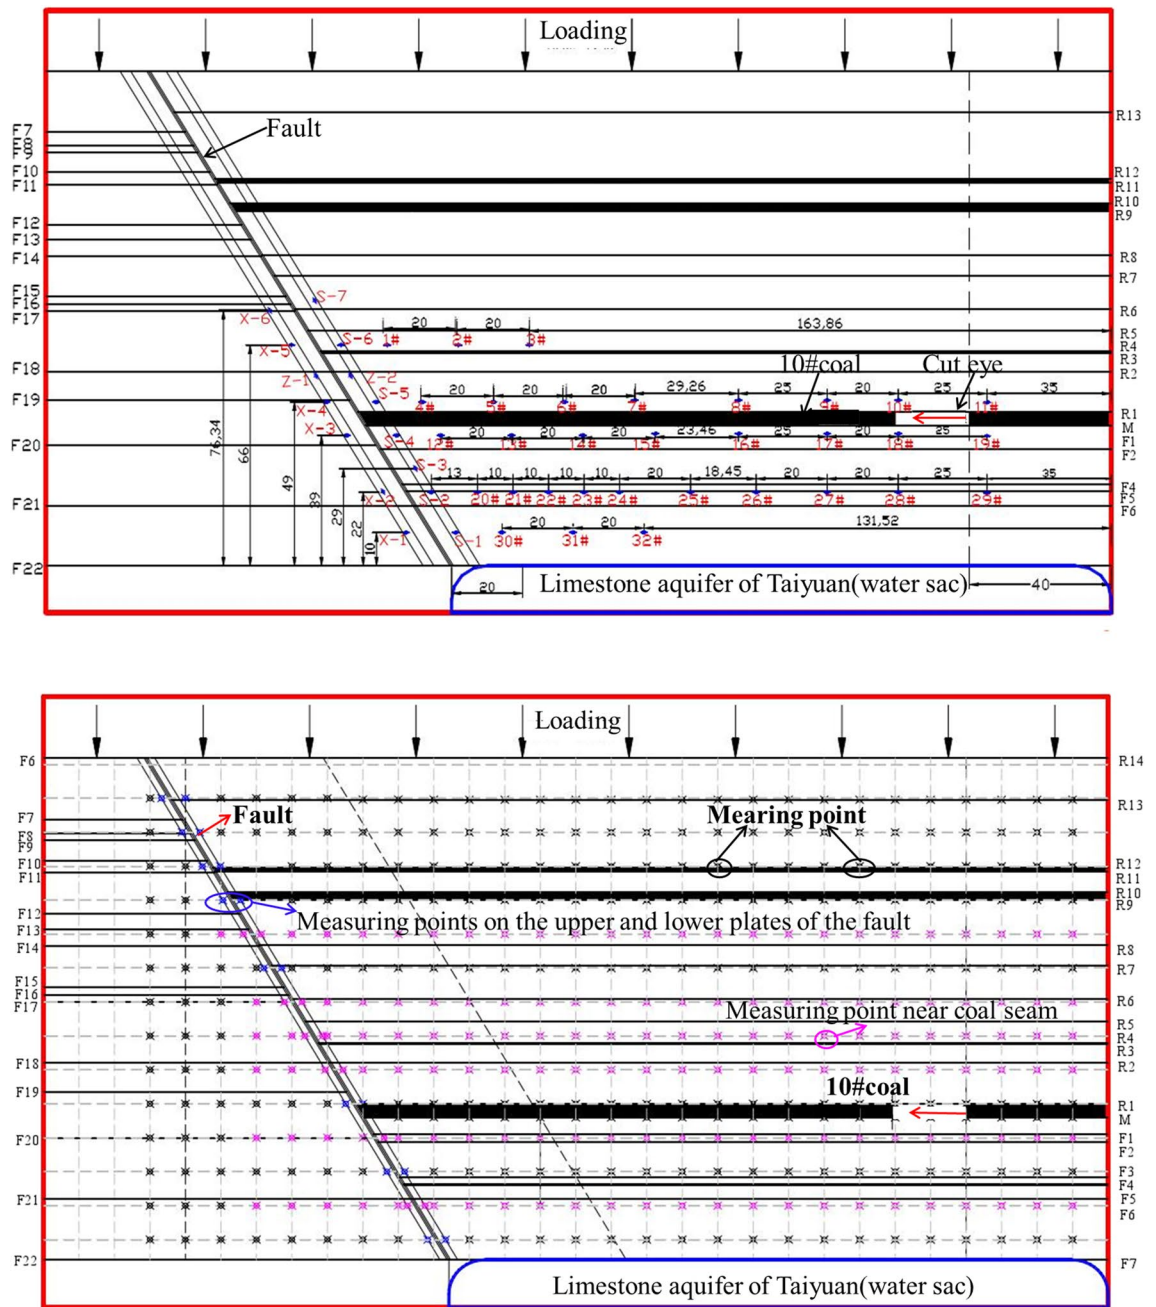 Loading
R13
F7
Fault
F8
F9
F10
R12
F11
R11
R10
R9
F12
F13
F14
R8
R7
F15
S-7
F16
F17
X-6
R6
20
20
163,86
S-6
1#
2#
3#
R5
X-5
R4
10#coal
Cut eye
R3
F18
Z-1
Z-2
R2
20
20
20
29,26
25
20
25
35
S-5
F19
X-4
4#
5#
6#
7#
8#
9#
10#
11#
R1
X-3
M
S-4
12#
20
13#
20
14#
20
15#
23,46
16#
25
17#
20
18#
25
19#
F1
F20
F2
76,34
66
49
39
29
22
10
S-3
13
10
10
10
10
20
18,45
20
20
25
35
F4
X-2
S-2
20#
21#
22#
23#
24#
25#
26#
27#
28#
29#
F5
F21
F6
20
20
131,52
X-1
S-1
30#
31#
32#
F22
Limestone aquifer of Taiyuan(water sac)
20
40
Loading
F6
R14
R13
F7
Fault
Mearing point
F8
F9
F10
R12
F11
R11
R10
R9
F12
Measuring points on the upper and lower plates of the fault
F13
F14
R8
R7
F15
F16
F17
R6
Measuring point near coal seam
R5
R4
R3
F18
R2
10#coal
F19
R1
M
F20
F1
F2
F3
F4
F21
F5
F6
F22
F7
Limestone aquifer of Taiyuan(water sac)